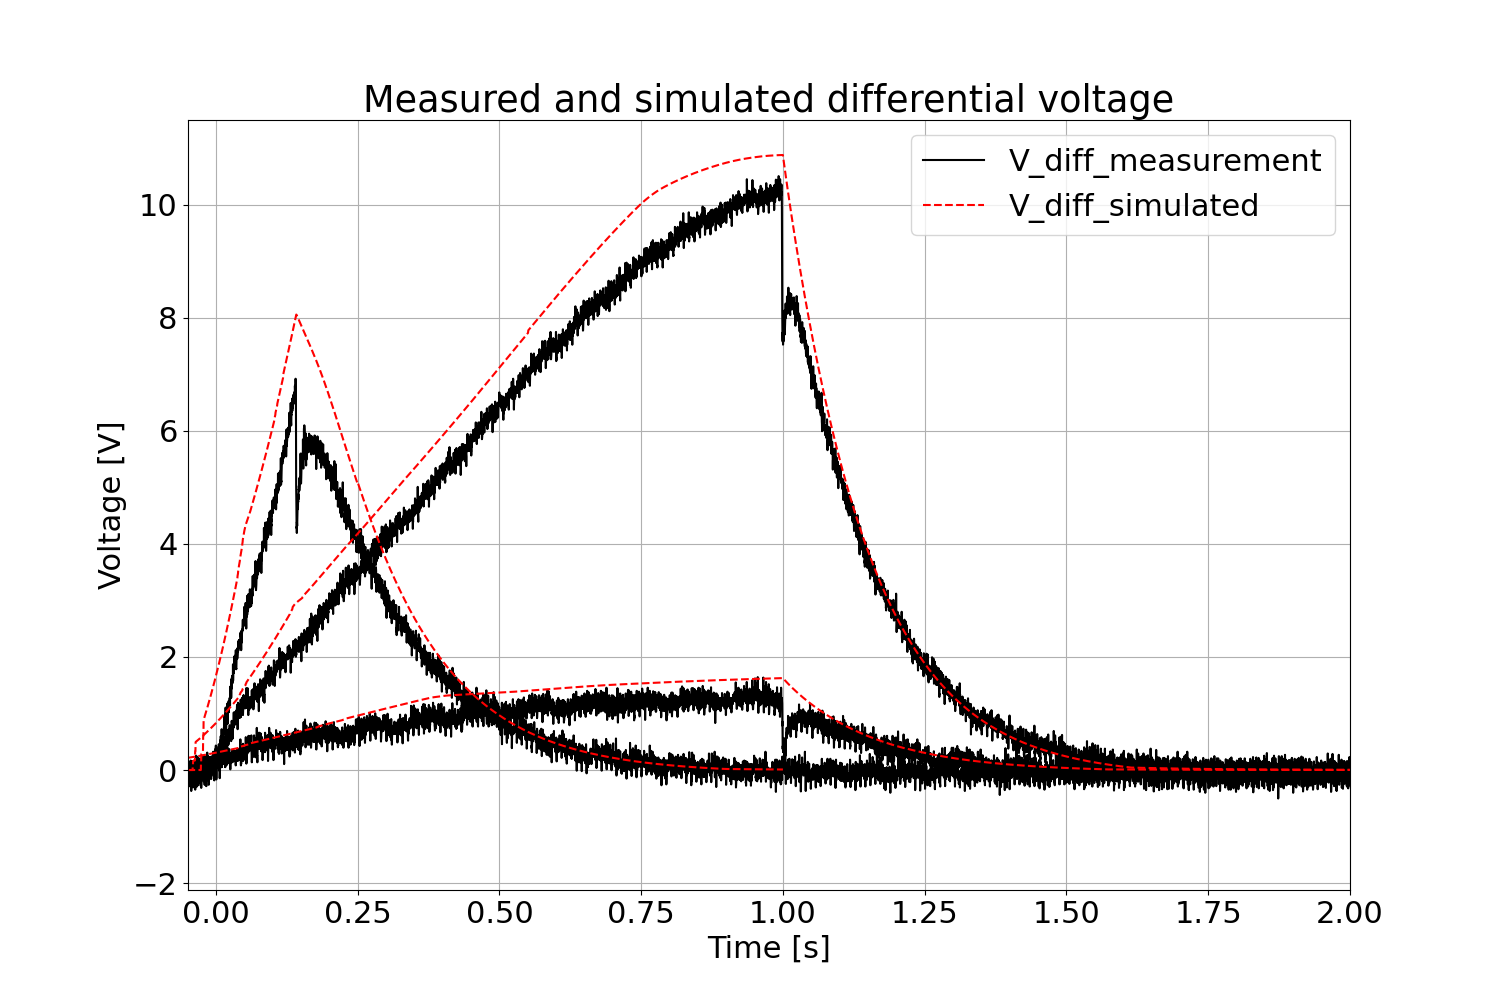 Measured and simulated differential voltage
V_diff_measurement
V_diff_simulated
Voltage [V]
10
8
6
4
2
0
−2
0.00 0.25 0.50 0.75 1.00 1.25 1.50 1.75 2.00
Time [s]